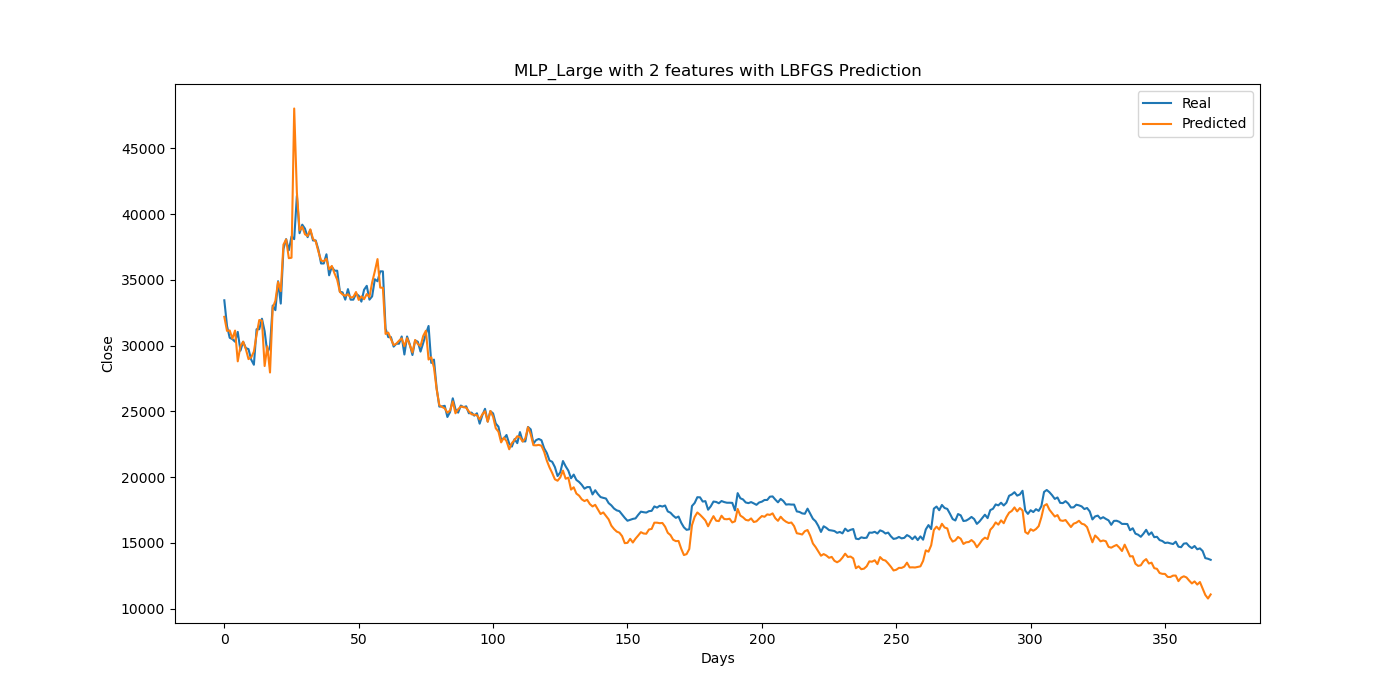 MLP_Large with 2 features with LBFGS Prediction
Real
Predicted
45000
40000
35000
30000
25000
20000
15000
10000
Close
0 50 100 150 200 250 300 350
Days